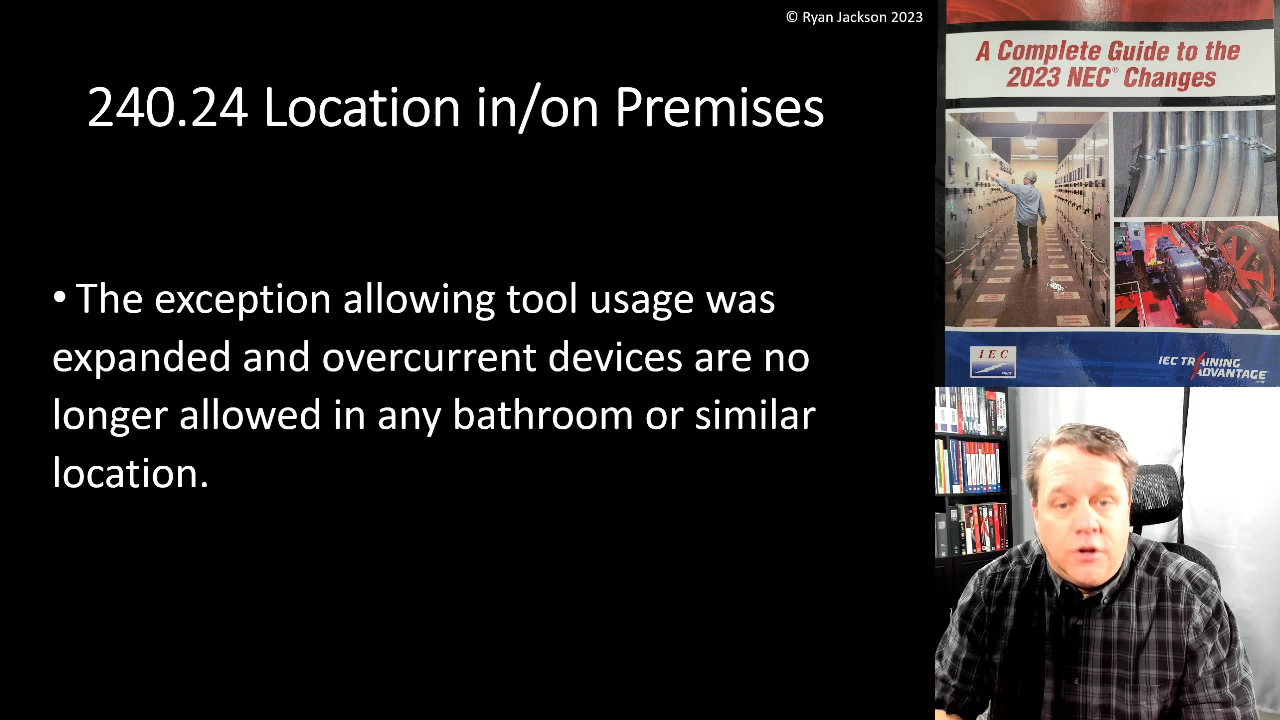 © Ryan Jackson 2023
240.24 Location in/on Premises
• The exception allowing tool usage was
expanded and overcurrent devices are no
longer allowed in any bathroom or similar
location.
A Complete Guide to the
2023 NEC® Changes
IEC
IEC TRAINING
ADVANTAGE